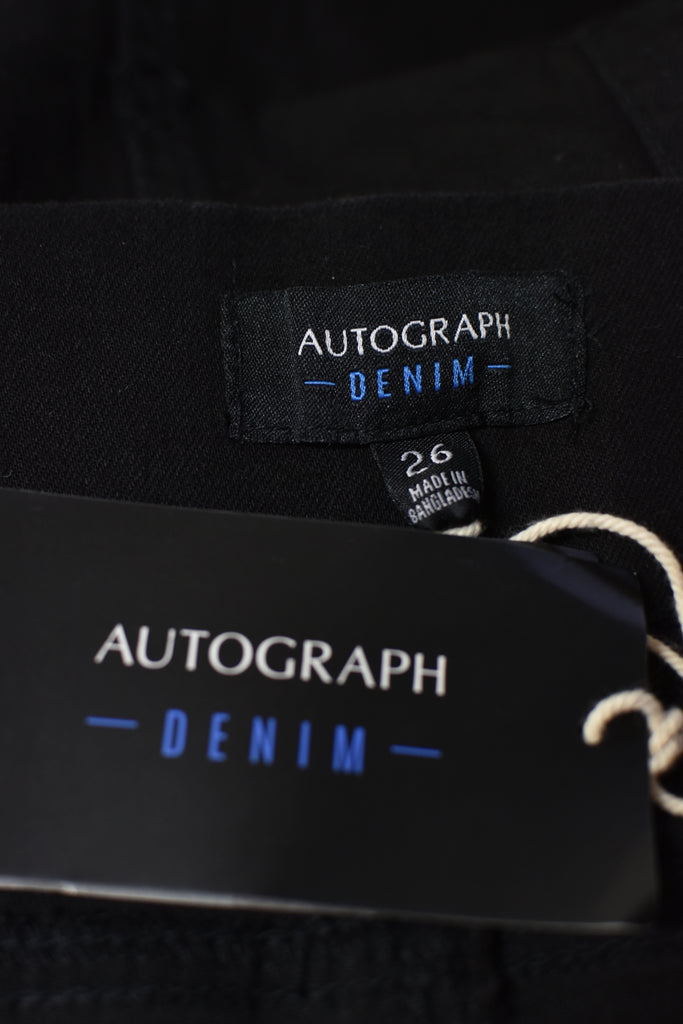 AUTOGRAPH
– DENIM –
26
MADE IN
BANGLADESH
AUTOGRAPH
– DENIM –